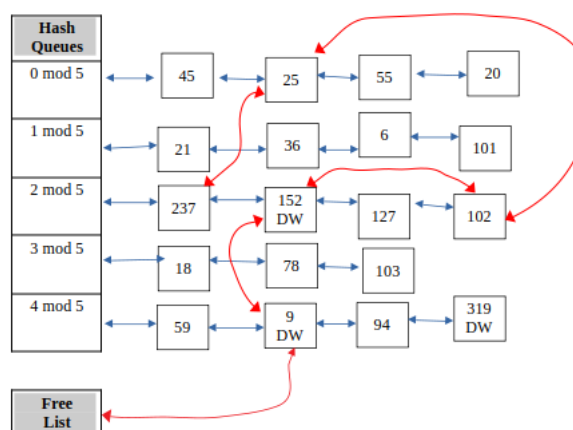 Hash
Queues
0 mod 5
45
25
55
20
1 mod 5
21
36
6
101
2 mod 5
237
152
DW
127
102
3 mod 5
18
78
103
4 mod 5
59
9
DW
94
319
DW
Free
List